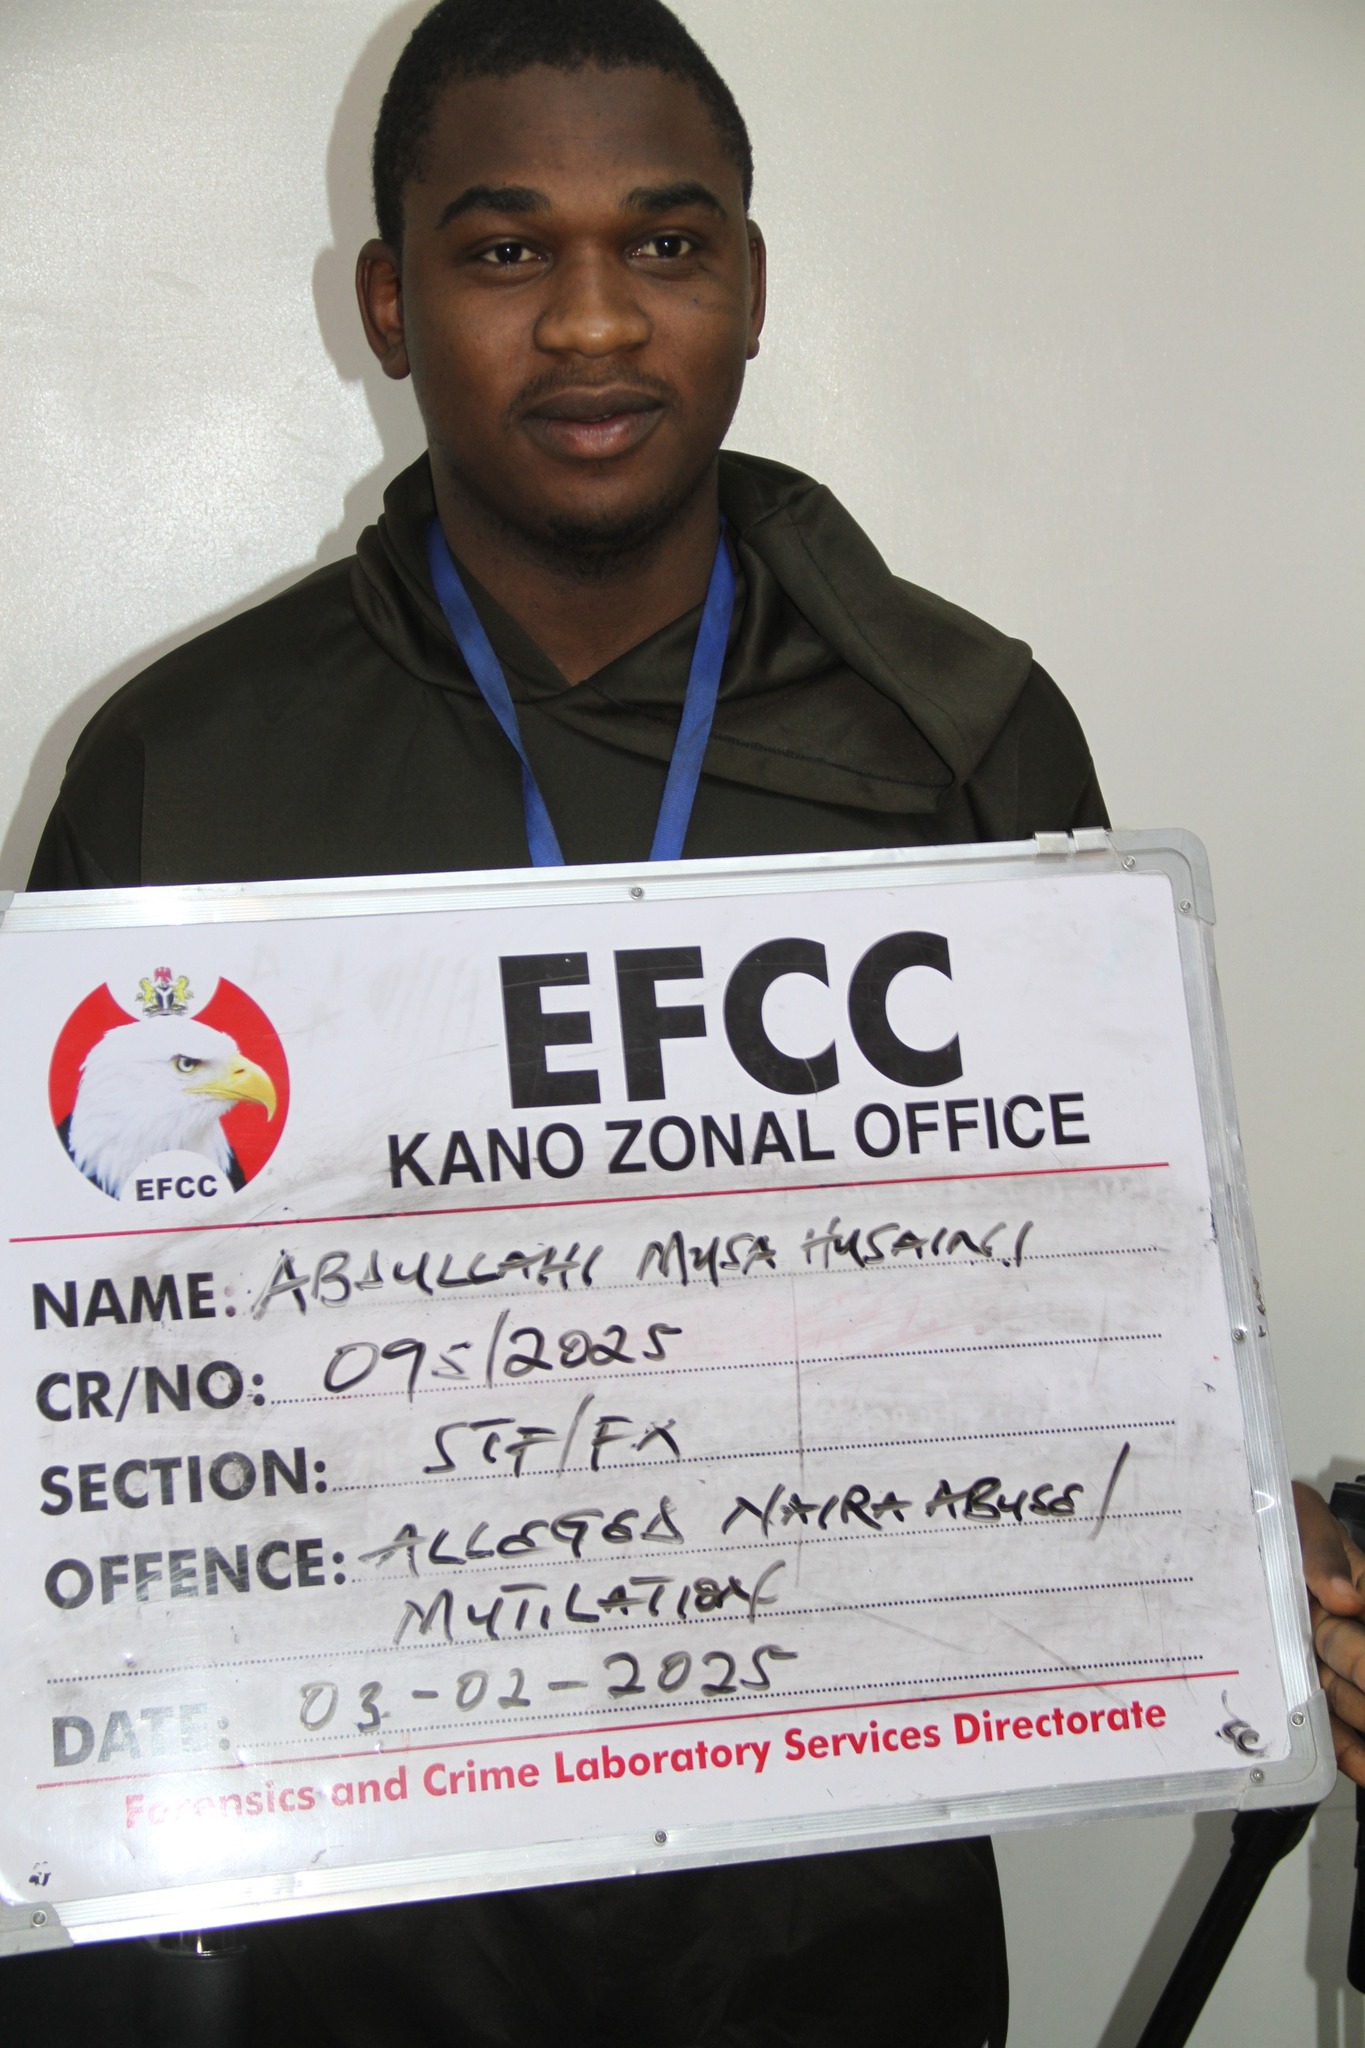 EFCC
KANO ZONAL OFFICE
EFCC
NAME: ABDULLAHI MUSA HUSAINI
CR/NO: 095/2025
SECTION: STF/FX
OFFENCE: ALLEGED NAIRA ABUSE/
MUTILATION
DATE: 03-02-2025
Forensics and Crime Laboratory Services Directorate